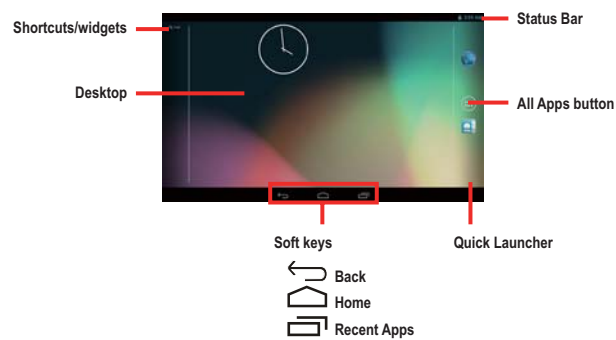 Shortcuts/widgets
Status Bar
Desktop
All Apps button
Soft keys
Quick Launcher
Back
Home
Recent Apps